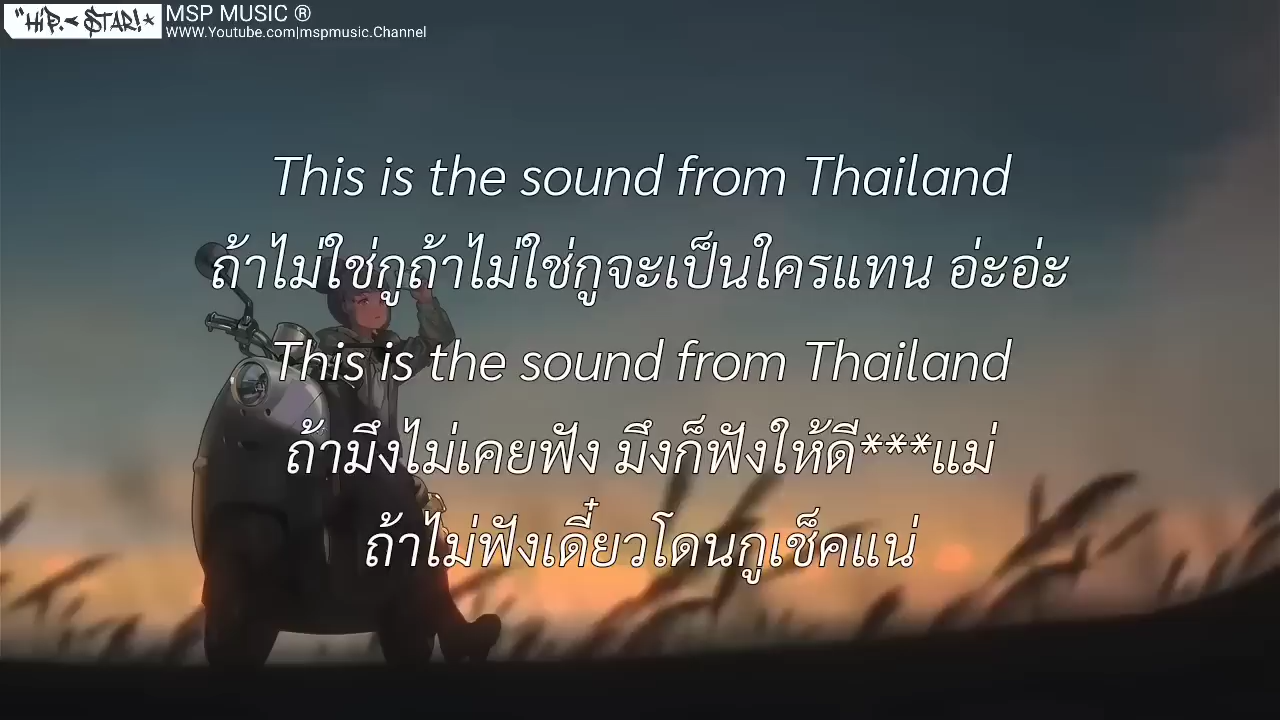 "HIP.< STAR!*
MSP MUSIC ®
WWW.Youtube.com|mspmusic.Channel
This is the sound from Thailand
ถ้าไม่ใช่กูถ้าไม่ใช่กูจะเป็นใครแทน อ่ะอ่ะ
This is the sound from Thailand
ถ้ามึงไม่เคยฟัง มึงก็ฟังให้ดี***แม่
ถ้าไม่ฟังเดี๋ยวโดนกูเช็คแน่